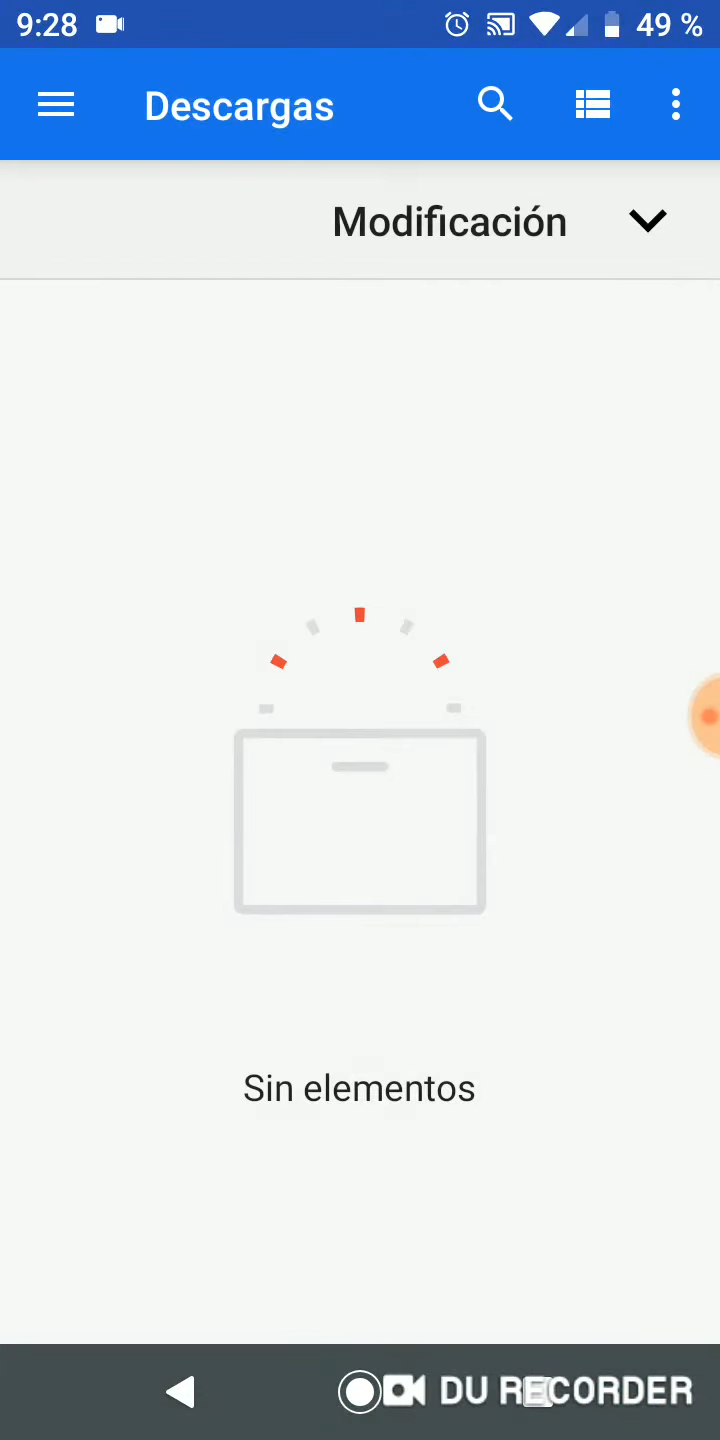 9:28 49 %
Descargas
Modificación
Sin elementos
DU RECORDER